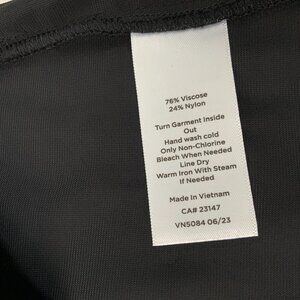 76% Viscose
24% Nylon
Turn Garment Inside
Out
Hand wash cold
Only Non-Chlorine
Bleach When Needed
Line Dry
Warm Iron With Steam
If Needed
Made in Vietnam
CA# 23147
VN5084 06/23